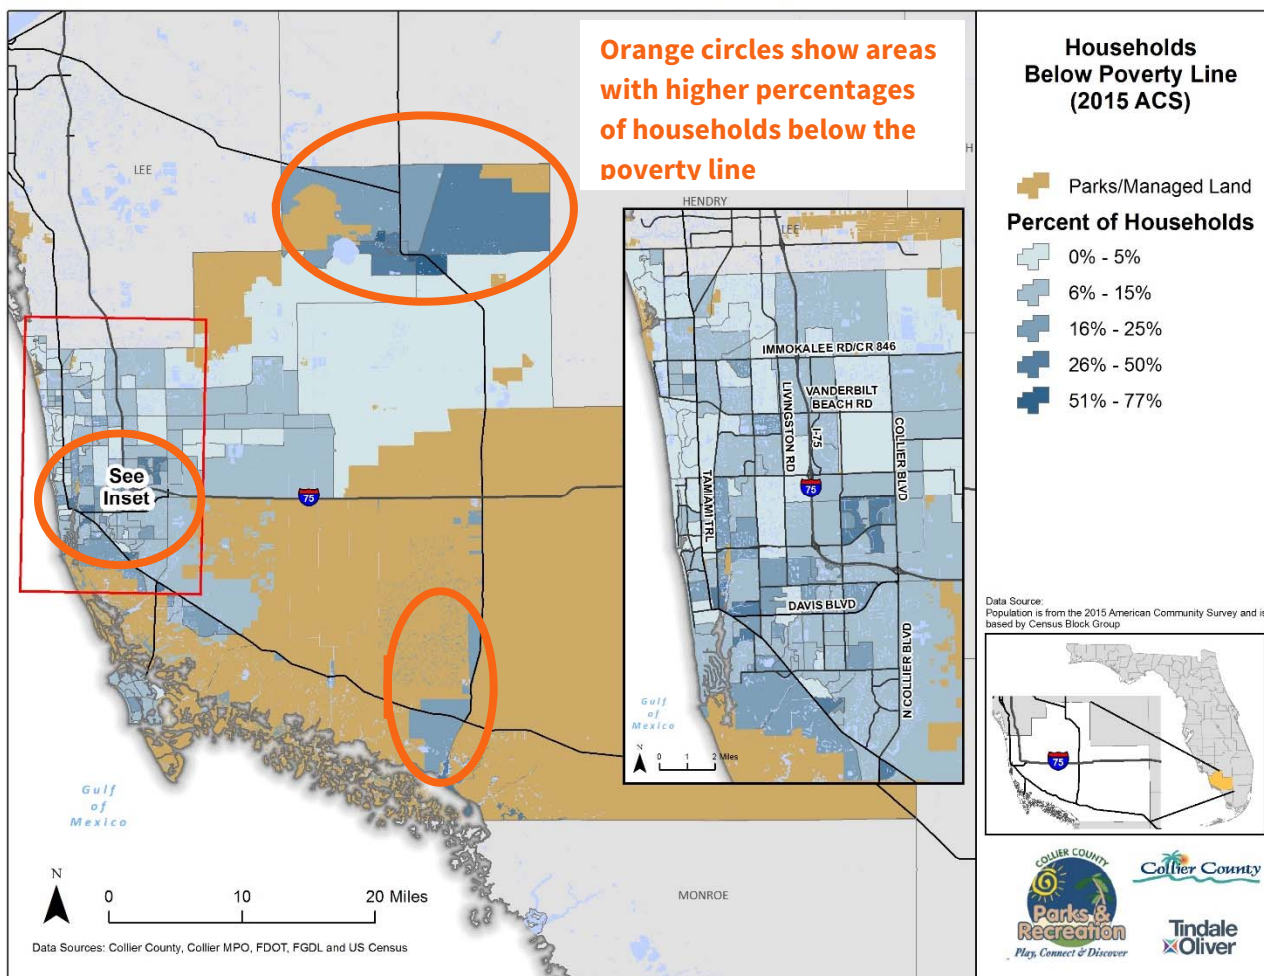 Orange circles show areas
with higher percentages
of households below the
poverty line
Households
Below Poverty Line
(2015 ACS)
Parks/Managed Land
Percent of Households
0% - 5%
6% - 15%
16% - 25%
26% - 50%
51% - 77%
LEE
HENDRY
H
LEE
IMMOKALEE RD/CR 846
VANDERBILT
BEACH RD
LIVINGSTON RD
I-75
COLLIER BLVD
TAMIAMI TRL
75
DAVIS BLVD
N COLLIER BLVD
Gulf
of
Mexico
N
0 1 2 Miles
See
Inset
75
Gulf
of
Mexico
MONROE
N
0 10 20 Miles
Data Sources: Collier County, Collier MPO, FDOT, FGDL and US Census
Data Source:
Population is from the 2015 American Community Survey and is
based by Census Block Group
75
COLLIER COUNTY
Parks &
Recreation
Play, Connect & Discover
Collier County
Tindale
Oliver